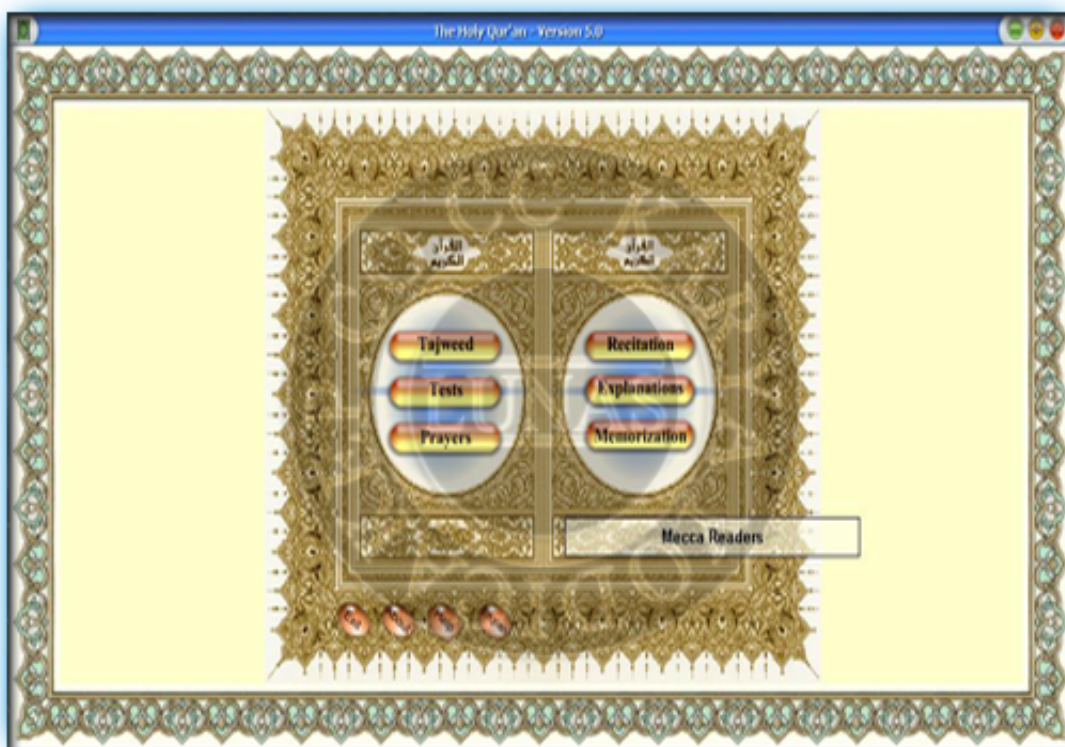 The Holy Qur'an - Version 5.0
القرآن
الكريم
القرآن
الكريم
Tajweed
Tests
Prayers
Recitation
Explanations
Memorization
Mecca Readers